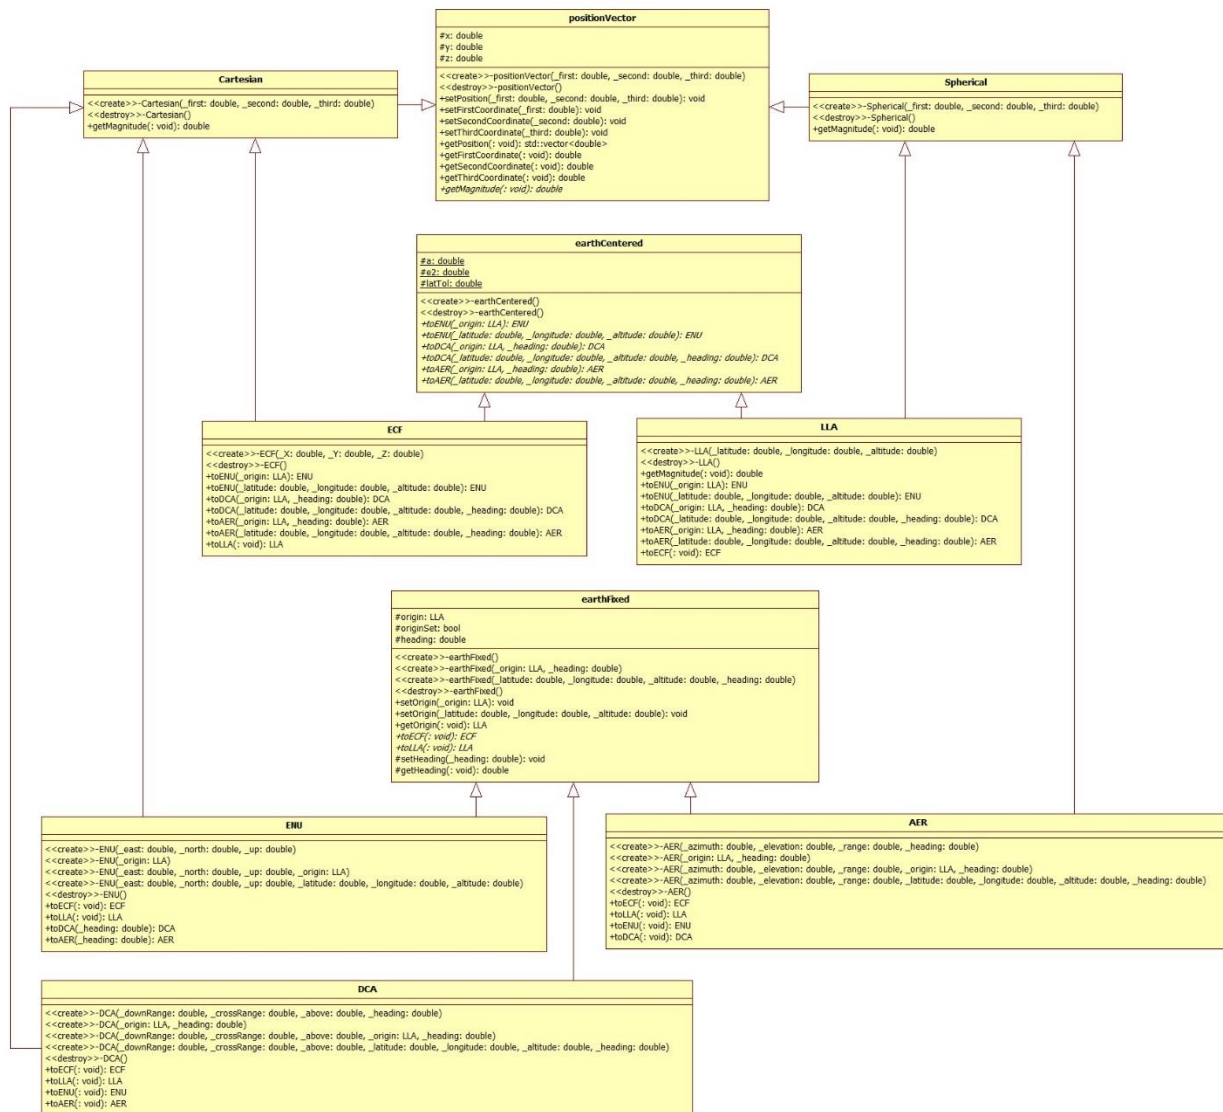 positionVector
#x: double
#y: double
#z: double
<<create>>-positionVector(_first: double, _second: double, _third: double)
<<destroy>>-positionVector()
+setPosition(_first: double, _second: double, _third: double): void
+setFirstCoordinate(_first: double): void
+setSecondCoordinate(_second: double): void
+setThirdCoordinate(_third: double): void
+getPosition(: void): std::vector<double>
+getFirstCoordinate(: void): double
+getSecondCoordinate(: void): double
+getThirdCoordinate(: void): double
+getMagnitude(: void): double
Cartesian
<<create>>-Cartesian(_first: double, _second: double, _third: double)
<<destroy>>-Cartesian()
+getMagnitude(: void): double
Spherical
<<create>>-Spherical(_first: double, _second: double, _third: double)
<<destroy>>-Spherical()
+getMagnitude(: void): double
earthCentered
#a: double
#e2: double
#latTol: double
<<create>>-earthCentered()
<<destroy>>-earthCentered()
+toENU(_origin: LLA): ENU
+toENU(_latitude: double, _longitude: double, _altitude: double): ENU
+toDCA(_origin: LLA, _heading: double): DCA
+toDCA(_latitude: double, _longitude: double, _altitude: double, _heading: double): DCA
+toAER(_origin: LLA, _heading: double): AER
+toAER(_latitude: double, _longitude: double, _altitude: double, _heading: double): AER
ECF
<<create>>-ECF(_X: double, _Y: double, _Z: double)
<<destroy>>-ECF()
+toENU(_origin: LLA): ENU
+toENU(_latitude: double, _longitude: double, _altitude: double): ENU
+toDCA(_origin: LLA, _heading: double): DCA
+toDCA(_latitude: double, _longitude: double, _altitude: double, _heading: double): DCA
+toAER(_origin: LLA, _heading: double): AER
+toAER(_latitude: double, _longitude: double, _altitude: double, _heading: double): AER
+toLLA(: void): LLA
LLA
<<create>>-LLA(_latitude: double, _longitude: double, _altitude: double)
<<destroy>>-LLA()
+getMagnitude(: void): double
+toENU(_origin: LLA): ENU
+toENU(_latitude: double, _longitude: double, _altitude: double): ENU
+toDCA(_origin: LLA, _heading: double): DCA
+toDCA(_latitude: double, _longitude: double, _altitude: double, _heading: double): DCA
+toAER(_origin: LLA, _heading: double): AER
+toAER(_latitude: double, _longitude: double, _altitude: double, _heading: double): AER
+toECF(: void): ECF
earthFixed
#origin: LLA
#originSet: bool
#heading: double
<<create>>-earthFixed()
<<create>>-earthFixed(_origin: LLA, _heading: double)
<<create>>-earthFixed(_latitude: double, _longitude: double, _altitude: double, _heading: double)
<<destroy>>-earthFixed()
+setOrigin(_origin: LLA): void
+setOrigin(_latitude: double, _longitude: double, _altitude: double): void
+getOrigin(: void): LLA
+toECF(: void): ECF
+toLLA(: void): LLA
#setHeading(_heading: double): void
#getHeading(: void): double
ENU
<<create>>-ENU(_east: double, _north: double, _up: double)
<<create>>-ENU(_origin: LLA)
<<create>>-ENU(_east: double, _north: double, _up: double, _origin: LLA)
<<create>>-ENU(_east: double, _north: double, _up: double, _latitude: double, _longitude: double, _altitude: double)
<<destroy>>-ENU()
+toECF(: void): ECF
+toLLA(: void): LLA
+toDCA(_heading: double): DCA
+toAER(_heading: double): AER
AER
<<create>>-AER(_azimuth: double, _elevation: double, _range: double, _heading: double)
<<create>>-AER(_origin: LLA, _heading: double)
<<create>>-AER(_azimuth: double, _elevation: double, _range: double, _origin: LLA, _heading: double)
<<create>>-AER(_azimuth: double, _elevation: double, _range: double, _latitude: double, _longitude: double, _altitude: double, _heading: double)
<<destroy>>-AER()
+toECF(: void): ECF
+toLLA(: void): LLA
+toENU(: void): ENU
+toDCA(: void): DCA
DCA
<<create>>-DCA(_downRange: double, _crossRange: double, _above: double, _heading: double)
<<create>>-DCA(_origin: LLA, _heading: double)
<<create>>-DCA(_downRange: double, _crossRange: double, _above: double, _origin: LLA, _heading: double)
<<create>>-DCA(_downRange: double, _crossRange: double, _above: double, _latitude: double, _longitude: double, _altitude: double, _heading: double)
<<destroy>>-DCA()
+toECF(: void): ECF
+toLLA(: void): LLA
+toENU(: void): ENU
+toAER(: void): AER